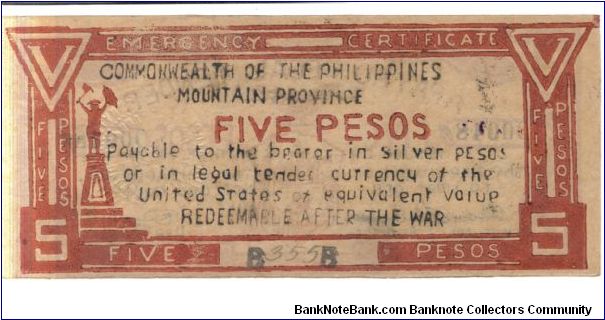 EMERGENCY CERTIFICATE
V V
COMMONWEALTH OF THE PHILIPPINES
MOUNTAIN PROVINCE
FIVE PESOS
Payable to the bearer in silver PESOS
or in legal tender currency of the
United States of equivalent value
REDEEMABLE AFTER THE WAR
FIVE PESOS
FIVE PESOS
5 5
FIVE PESOS
B355B
BankNoteBank.com Banknote Collectors Community